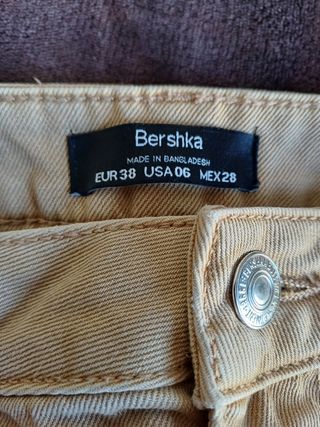 Bershka
MADE IN BANGLADESH
EUR 38 USA 06 MEX 28